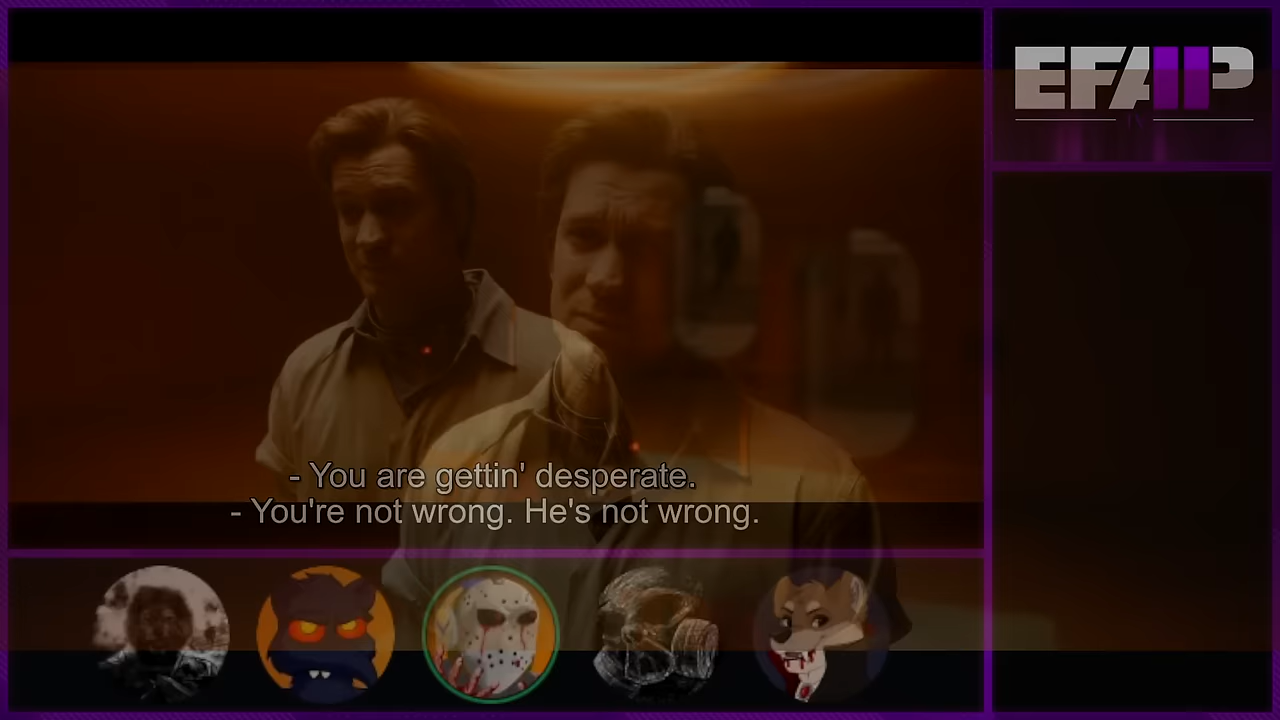 EFAP
- You are gettin' desperate.
- You're not wrong. He's not wrong.